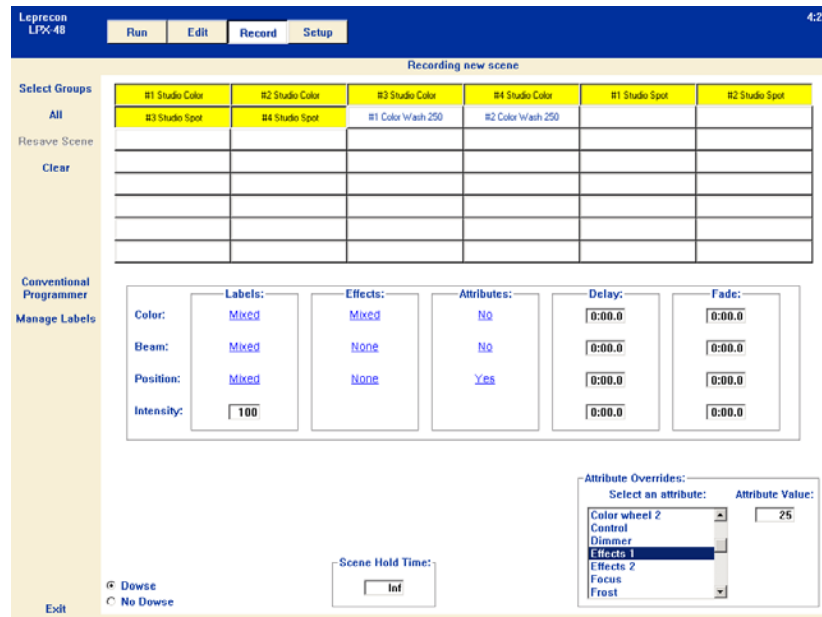 Leprecon
LPX-48
Run Edit Record Setup
4:2
Recording new scene
Select Groups
All
Resave Scene
Clear
#1 Studio Color #2 Studio Color #3 Studio Color #4 Studio Color #1 Studio Spot #2 Studio Spot
#3 Studio Spot #4 Studio Spot #1 Color Wash 250 #2 Color Wash 250
Conventional
Programmer
Manage Labels
Labels: Effects: Attributes: Delay: Fade:
Color: Mixed Mixed No 0:00.0 0:00.0
Beam: Mixed None No 0:00.0 0:00.0
Position: Mixed None Yes 0:00.0 0:00.0
Intensity: 100 0:00.0 0:00.0
Attribute Overrides:
Select an attribute: Attribute Value:
Color wheel 2
Control
Dimmer
Effects 1
Effects 2
Focus
Frost
25
Scene Hold Time:
Inf
Dowse
No Dowse
Exit